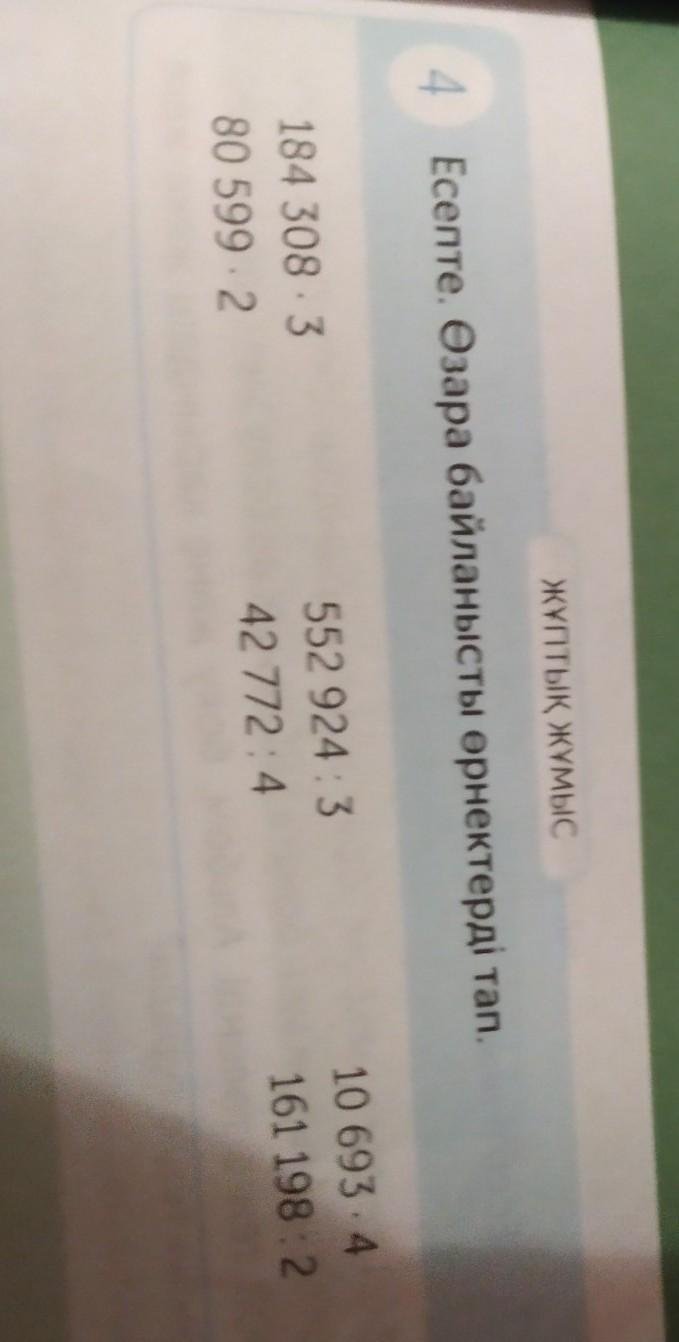 ЖҰПТЫҚ ЖҰМЫС
4 Есепте. Өзара байланысты өрнектерді тап.
184 308 · 3 552 924 : 3 10 693 · 4
80 599 · 2 42 772 : 4 161 198 : 2